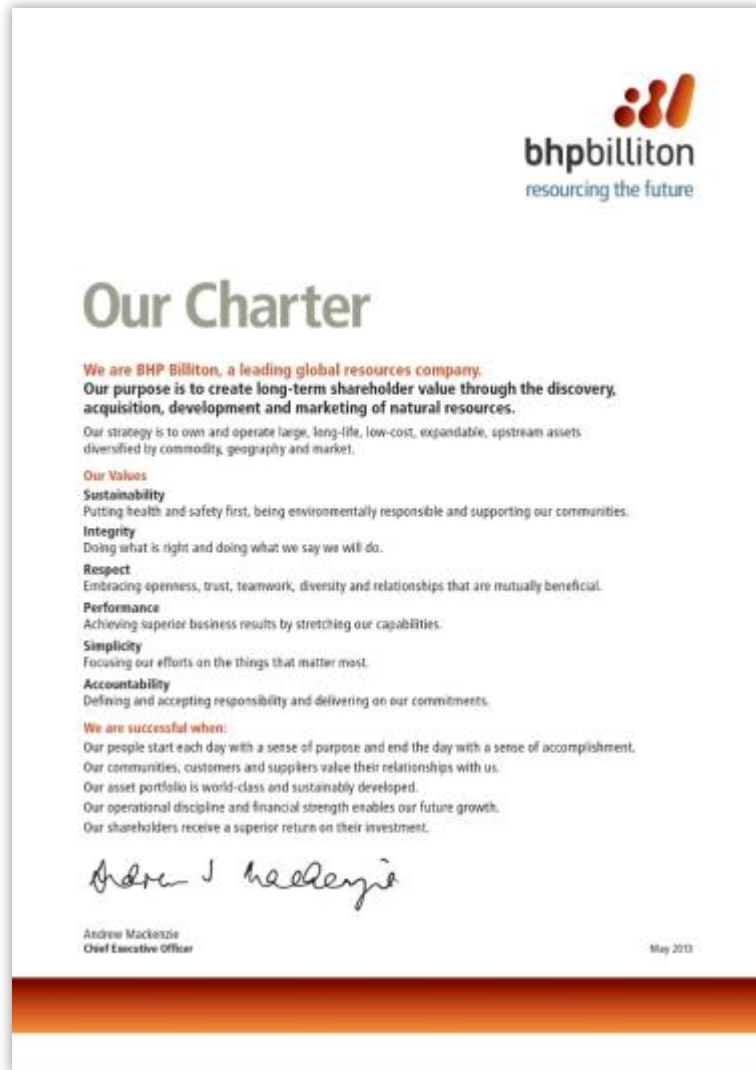 bhpbilliton
resourcing the future
Our Charter
We are BHP Billiton, a leading global resources company.
Our purpose is to create long-term shareholder value through the discovery,
acquisition, development and marketing of natural resources.
Our strategy is to own and operate large, long-life, low-cost, expandable, upstream assets
diversified by commodity, geography and market.
Our Values
Sustainability
Putting health and safety first, being environmentally responsible and supporting our communities.
Integrity
Doing what is right and doing what we say we will do.
Respect
Embracing openness, trust, teamwork, diversity and relationships that are mutually beneficial.
Performance
Achieving superior business results by stretching our capabilities.
Simplicity
Focusing our efforts on the things that matter most.
Accountability
Defining and accepting responsibility and delivering on our commitments.
We are successful when:
Our people start each day with a sense of purpose and end the day with a sense of accomplishment.
Our communities, customers and suppliers value their relationships with us.
Our asset portfolio is world-class and sustainably developed.
Our operational discipline and financial strength enables our future growth.
Our shareholders receive a superior return on their investment.
Andrew J Mackenzie
Andrew Mackenzie
Chief Executive Officer
May 2013